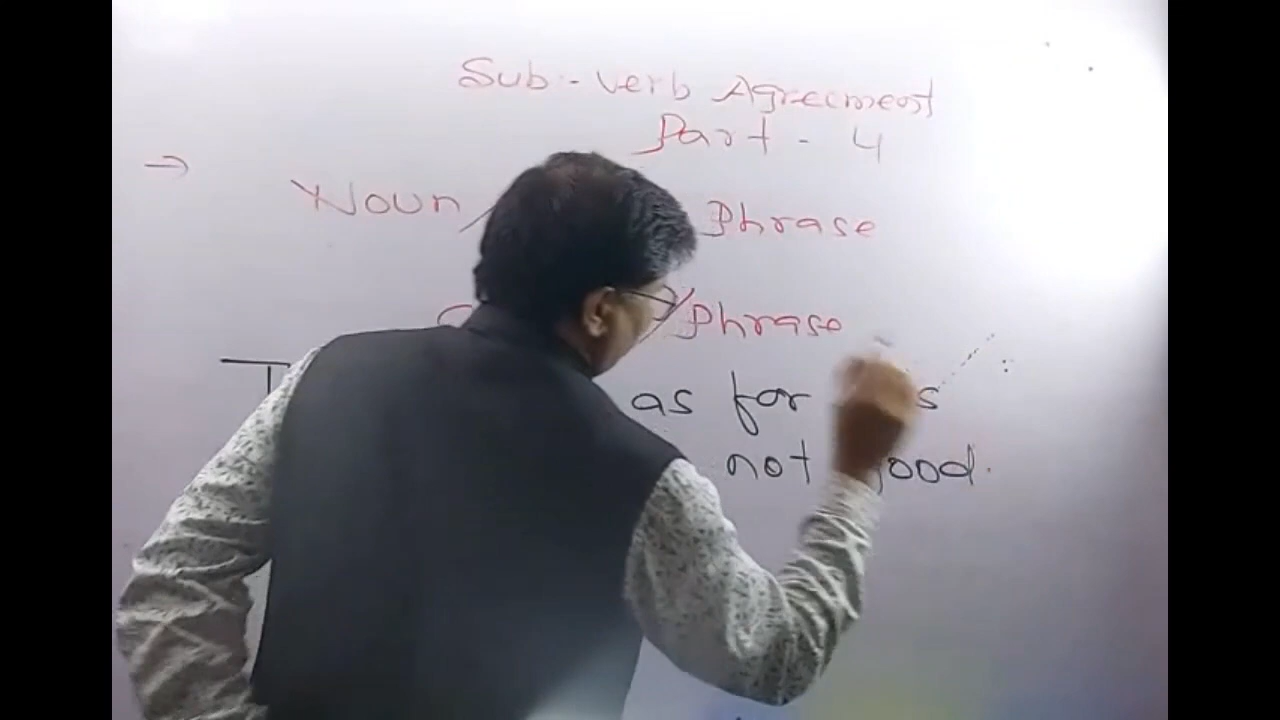 Sub - Verb Agreement
Part - 4
→
Noun / Phrase
/Phrase
as for
not good.